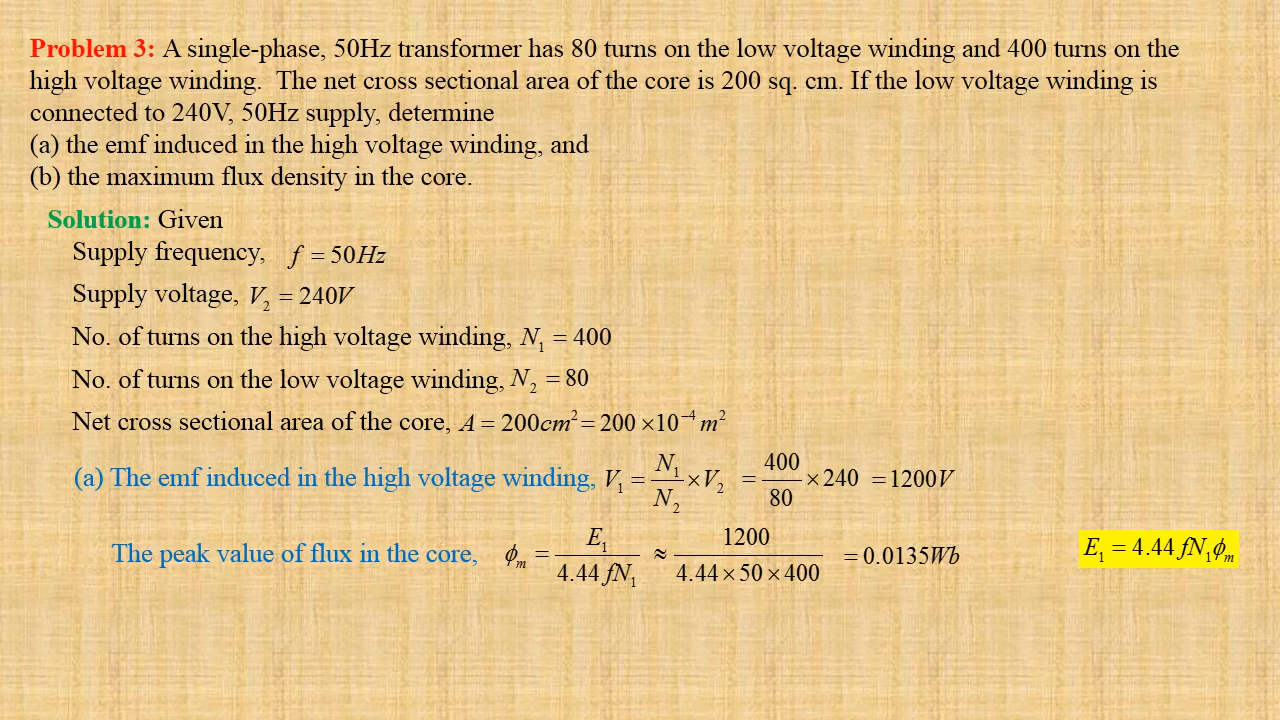 Problem 3: A single-phase, 50Hz transformer has 80 turns on the low voltage winding and 400 turns on the
high voltage winding. The net cross sectional area of the core is 200 sq. cm. If the low voltage winding is
connected to 240V, 50Hz supply, determine
(a) the emf induced in the high voltage winding, and
(b) the maximum flux density in the core.
Solution: Given
Supply frequency, f = 50Hz
Supply voltage, V₂ = 240V
No. of turns on the high voltage winding, N₁ = 400
No. of turns on the low voltage winding, N₂ = 80
Net cross sectional area of the core, A = 200cm² = 200 ×10⁻⁴ m²
(a) The emf induced in the high voltage winding, V₁ = N₁/N₂ × V₂ = 400/80 × 240 = 1200V
The peak value of flux in the core, ϕₘ = E₁/4.44 fN₁ ≈ 1200/4.44 × 50 × 400 = 0.0135Wb
E₁ = 4.44 fN₁ϕₘ